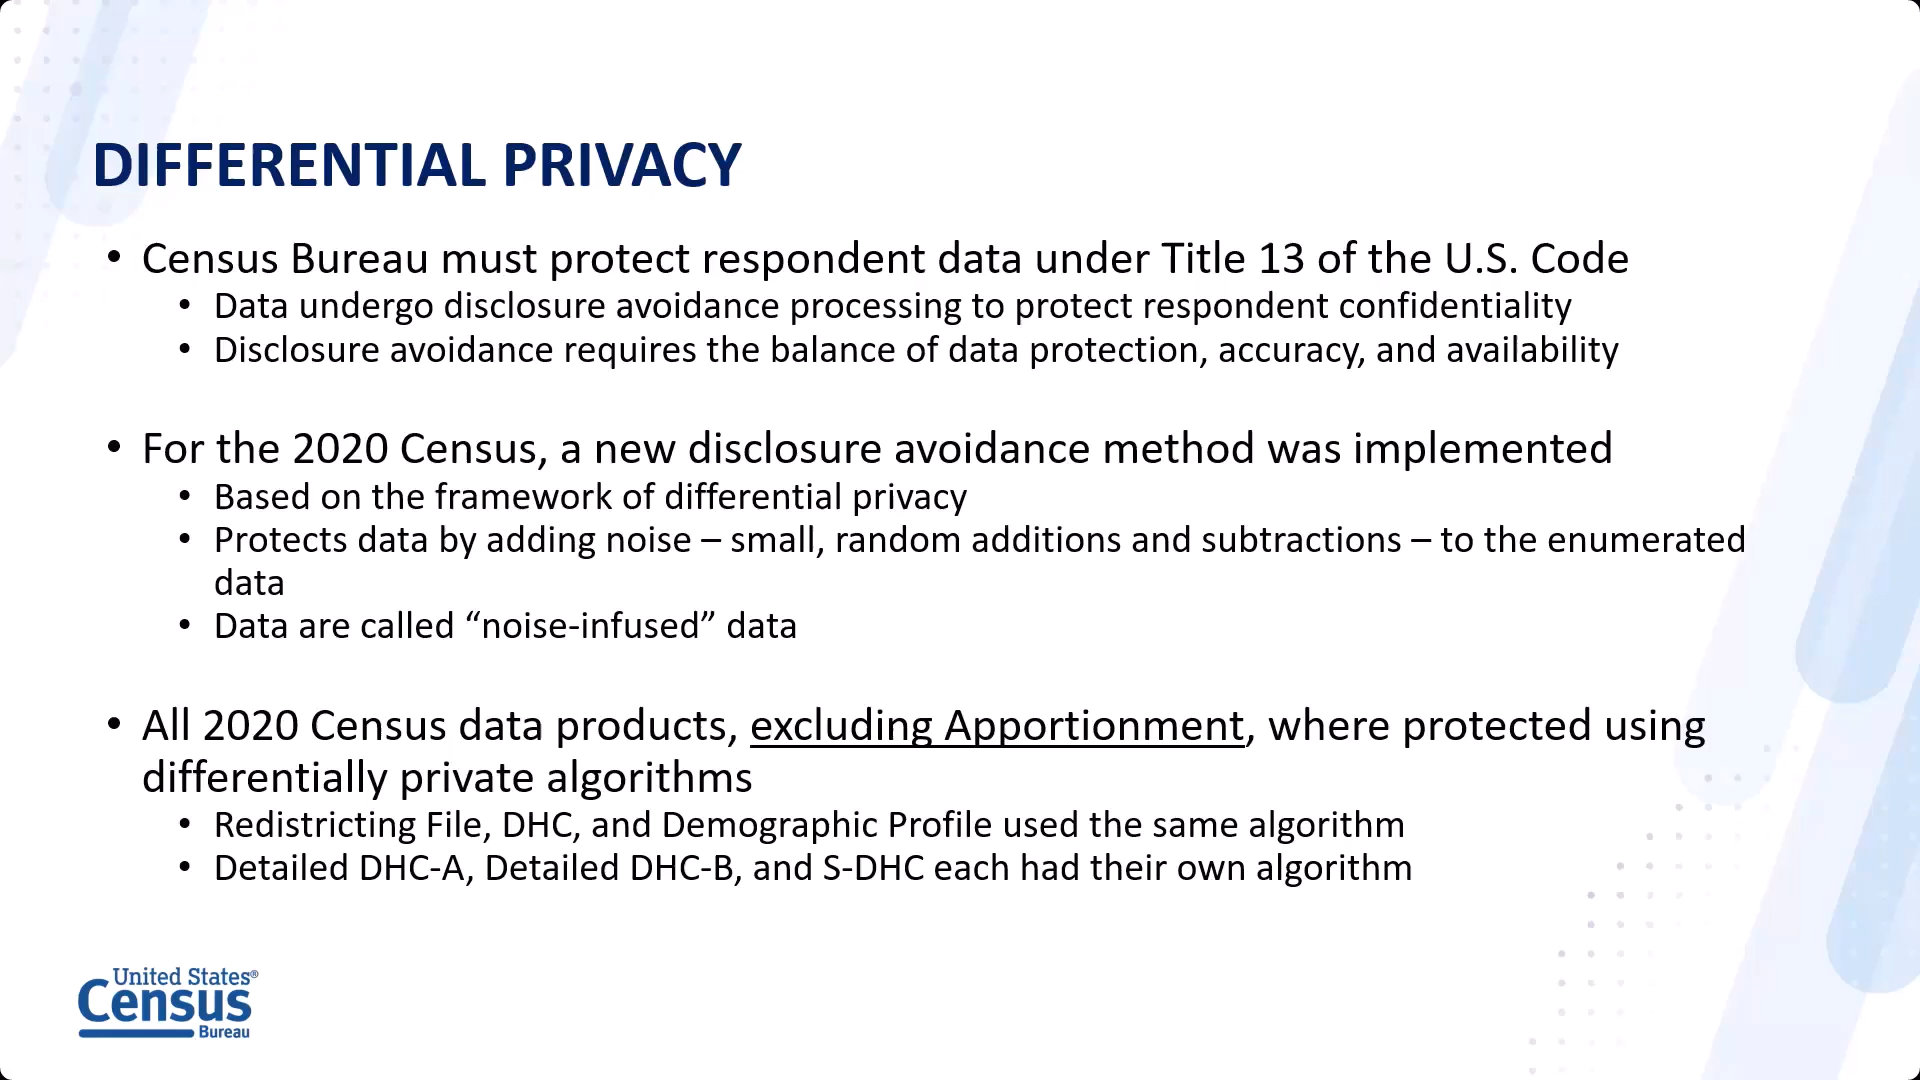 DIFFERENTIAL PRIVACY
• Census Bureau must protect respondent data under Title 13 of the U.S. Code
• Data undergo disclosure avoidance processing to protect respondent confidentiality
• Disclosure avoidance requires the balance of data protection, accuracy, and availability
• For the 2020 Census, a new disclosure avoidance method was implemented
• Based on the framework of differential privacy
• Protects data by adding noise – small, random additions and subtractions – to the enumerated
data
• Data are called “noise-infused” data
• All 2020 Census data products, excluding Apportionment, where protected using
differentially private algorithms
• Redistricting File, DHC, and Demographic Profile used the same algorithm
• Detailed DHC-A, Detailed DHC-B, and S-DHC each had their own algorithm
United States®
Census
Bureau